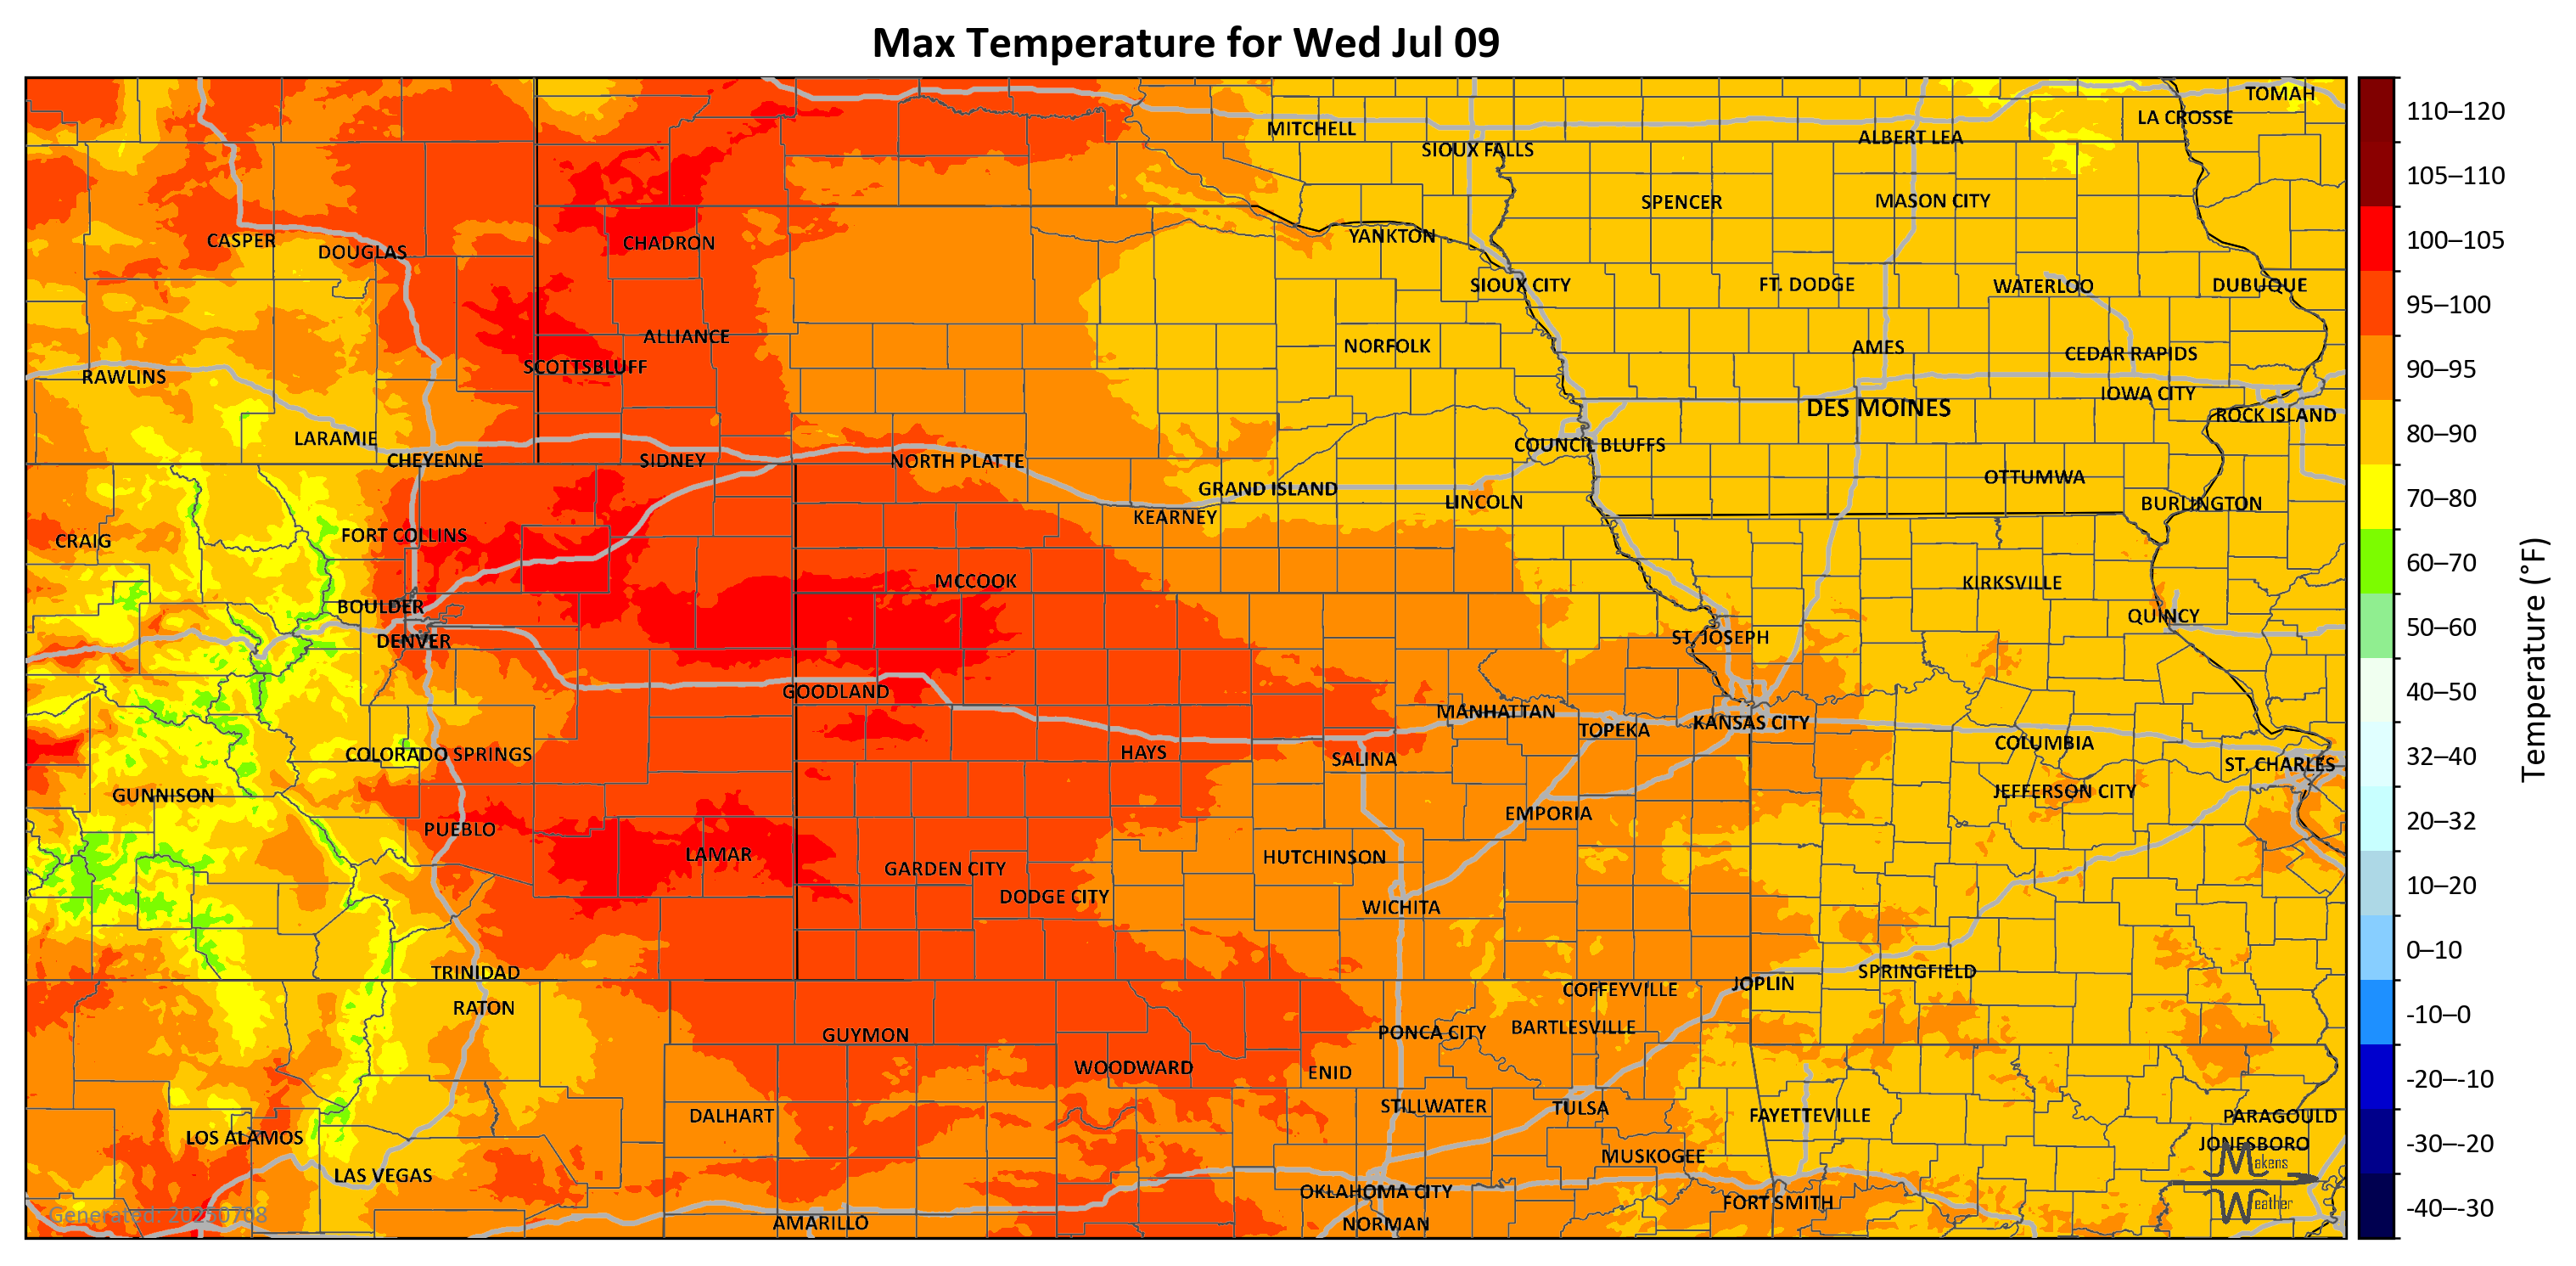 Max Temperature for Wed Jul 09
TOMAH
LA CROSSE
MITCHELL
ALBERT LEA
SIOUX FALLS
SPENCER
MASON CITY
CASPER
DOUGLAS
CHADRON
YANKTON
SIOUX CITY
FT. DODGE
WATERLOO
DUBUQUE
ALLIANCE
NORFOLK
AMES
CEDAR RAPIDS
SCOTTSBLUFF
RAWLINS
IOWA CITY
DES MOINES
ROCK ISLAND
LARAMIE
COUNCIL BLUFFS
CHEYENNE
SIDNEY
NORTH PLATTE
OTTUMWA
GRAND ISLAND
LINCOLN
BURLINGTON
KEARNEY
FORT COLLINS
CRAIG
MCCOOK
KIRKSVILLE
BOULDER
QUINCY
DENVER
ST. JOSEPH
GOODLAND
MANHATTAN
KANSAS CITY
TOPEKA
COLUMBIA
COLORADO SPRINGS
HAYS
SALINA
ST. CHARLES
GUNNISON
JEFFERSON CITY
EMPORIA
PUEBLO
LAMAR
HUTCHINSON
GARDEN CITY
DODGE CITY
WICHITA
TRINIDAD
SPRINGFIELD
JOPLIN
COFFEYVILLE
RATON
BARTLESVILLE
PONCA CITY
GUYMON
WOODWARD
ENID
STILLWATER
TULSA
DALHART
FAYETTEVILLE
PARAGOULD
LOS ALAMOS
JONESBORO
MUSKOGEE
LAS VEGAS
OKLAHOMA CITY
FORT SMITH
AMARILLO
NORMAN
Generated: 20250708
Makens
Weather
110–120
105–110
100–105
95–100
90–95
80–90
70–80
60–70
50–60
40–50
32–40
20–32
10–20
0–10
-10–0
-20–-10
-30–-20
-40–-30
Temperature (°F)